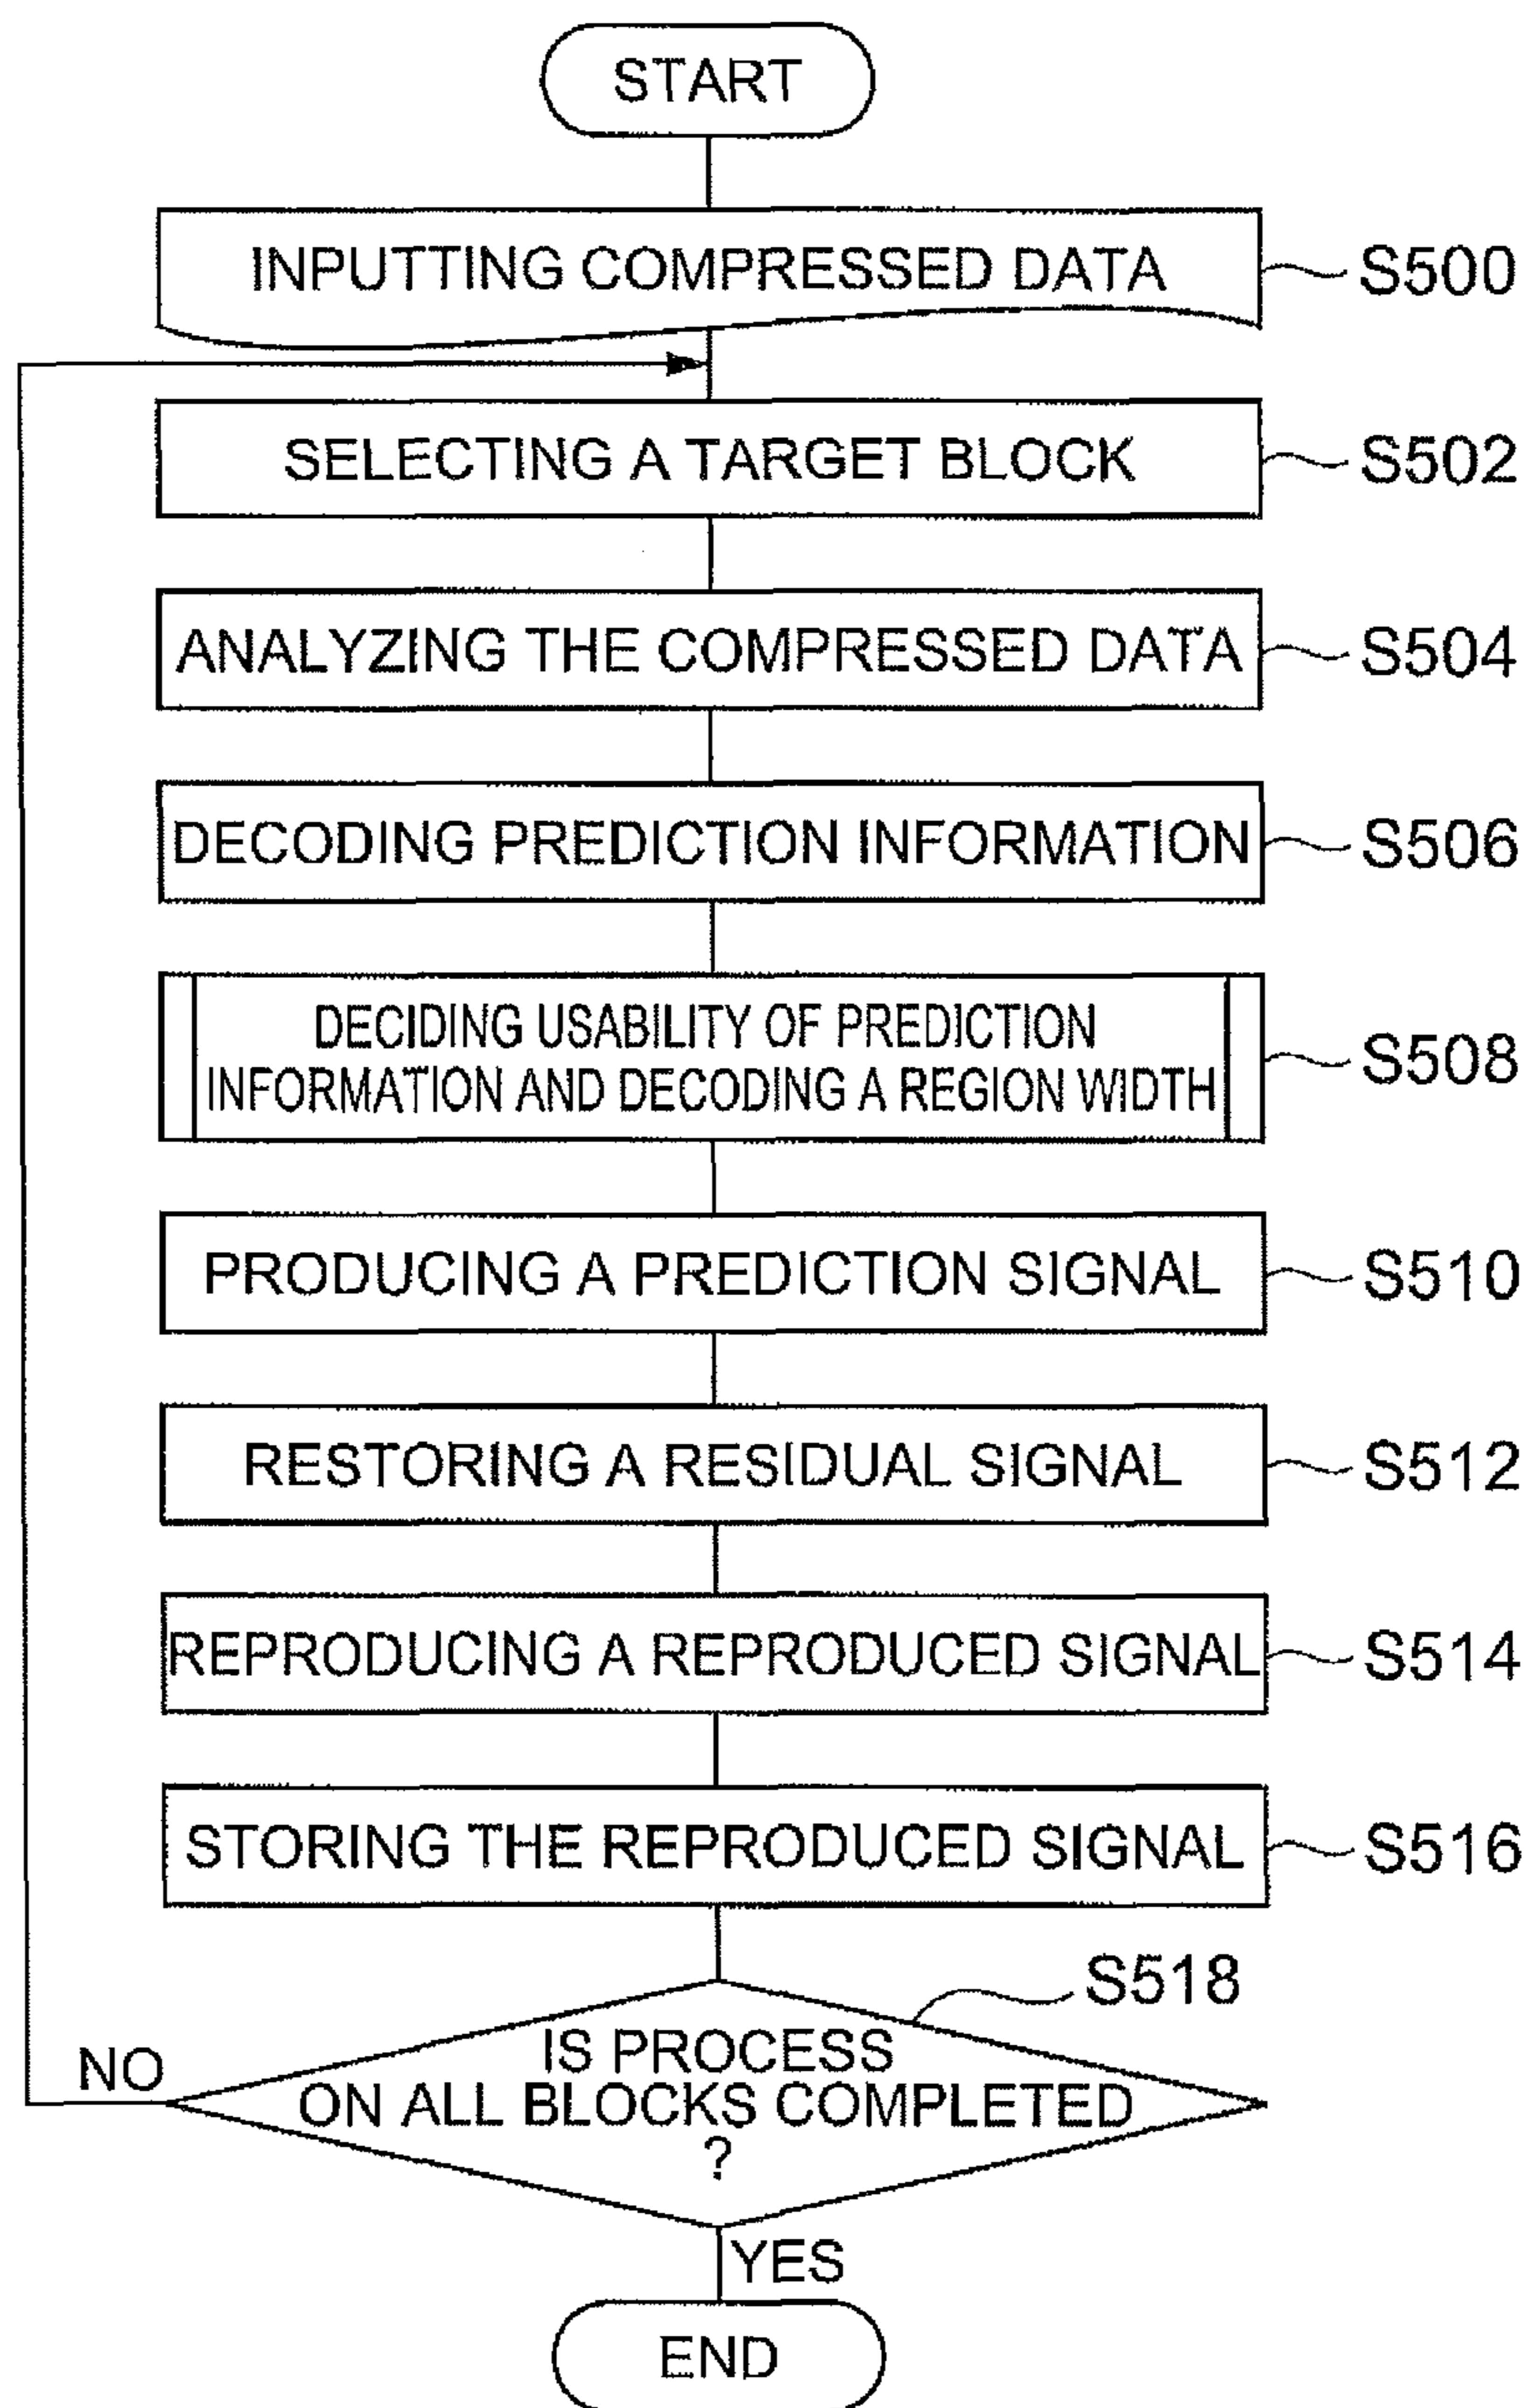 START
INPUTTING COMPRESSED DATA
S500
SELECTING A TARGET BLOCK
S502
ANALYZING THE COMPRESSED DATA
S504
DECODING PREDICTION INFORMATION
S506
DECIDING USABILITY OF PREDICTION
INFORMATION AND DECODING A REGION WIDTH
S508
PRODUCING A PREDICTION SIGNAL
S510
RESTORING A RESIDUAL SIGNAL
S512
REPRODUCING A REPRODUCED SIGNAL
S514
STORING THE REPRODUCED SIGNAL
S516
S518
IS PROCESS
ON ALL BLOCKS COMPLETED
?
NO
YES
END